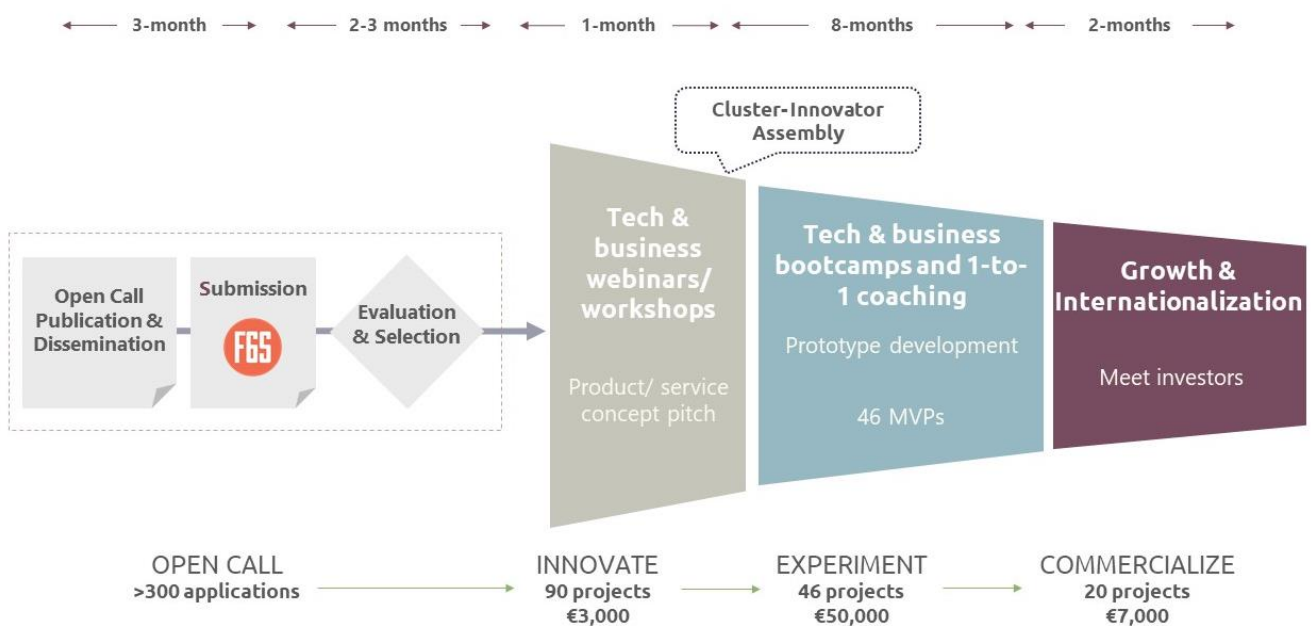 3-month
2-3 months
1-month
8-months
2-months
Cluster-Innovator
Assembly
Open Call
Publication &
Dissemination
Submission
F6S
Evaluation
& Selection
Tech &
business
webinars/
workshops
Product/ service
concept pitch
Tech & business
bootcamps and 1-to-
1 coaching
Prototype development
46 MVPs
Growth &
Internationalization
Meet investors
OPEN CALL
>300 applications
INNOVATE
90 projects
€3,000
EXPERIMENT
46 projects
€50,000
COMMERCIALIZE
20 projects
€7,000